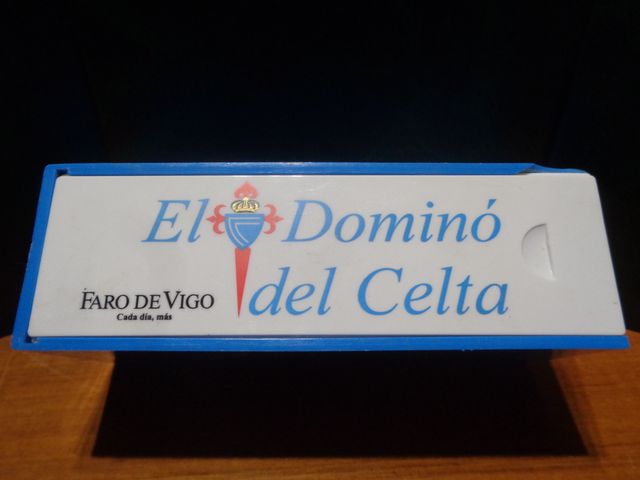 El Dominó
del Celta
FARO DE VIGO
Cada día, más